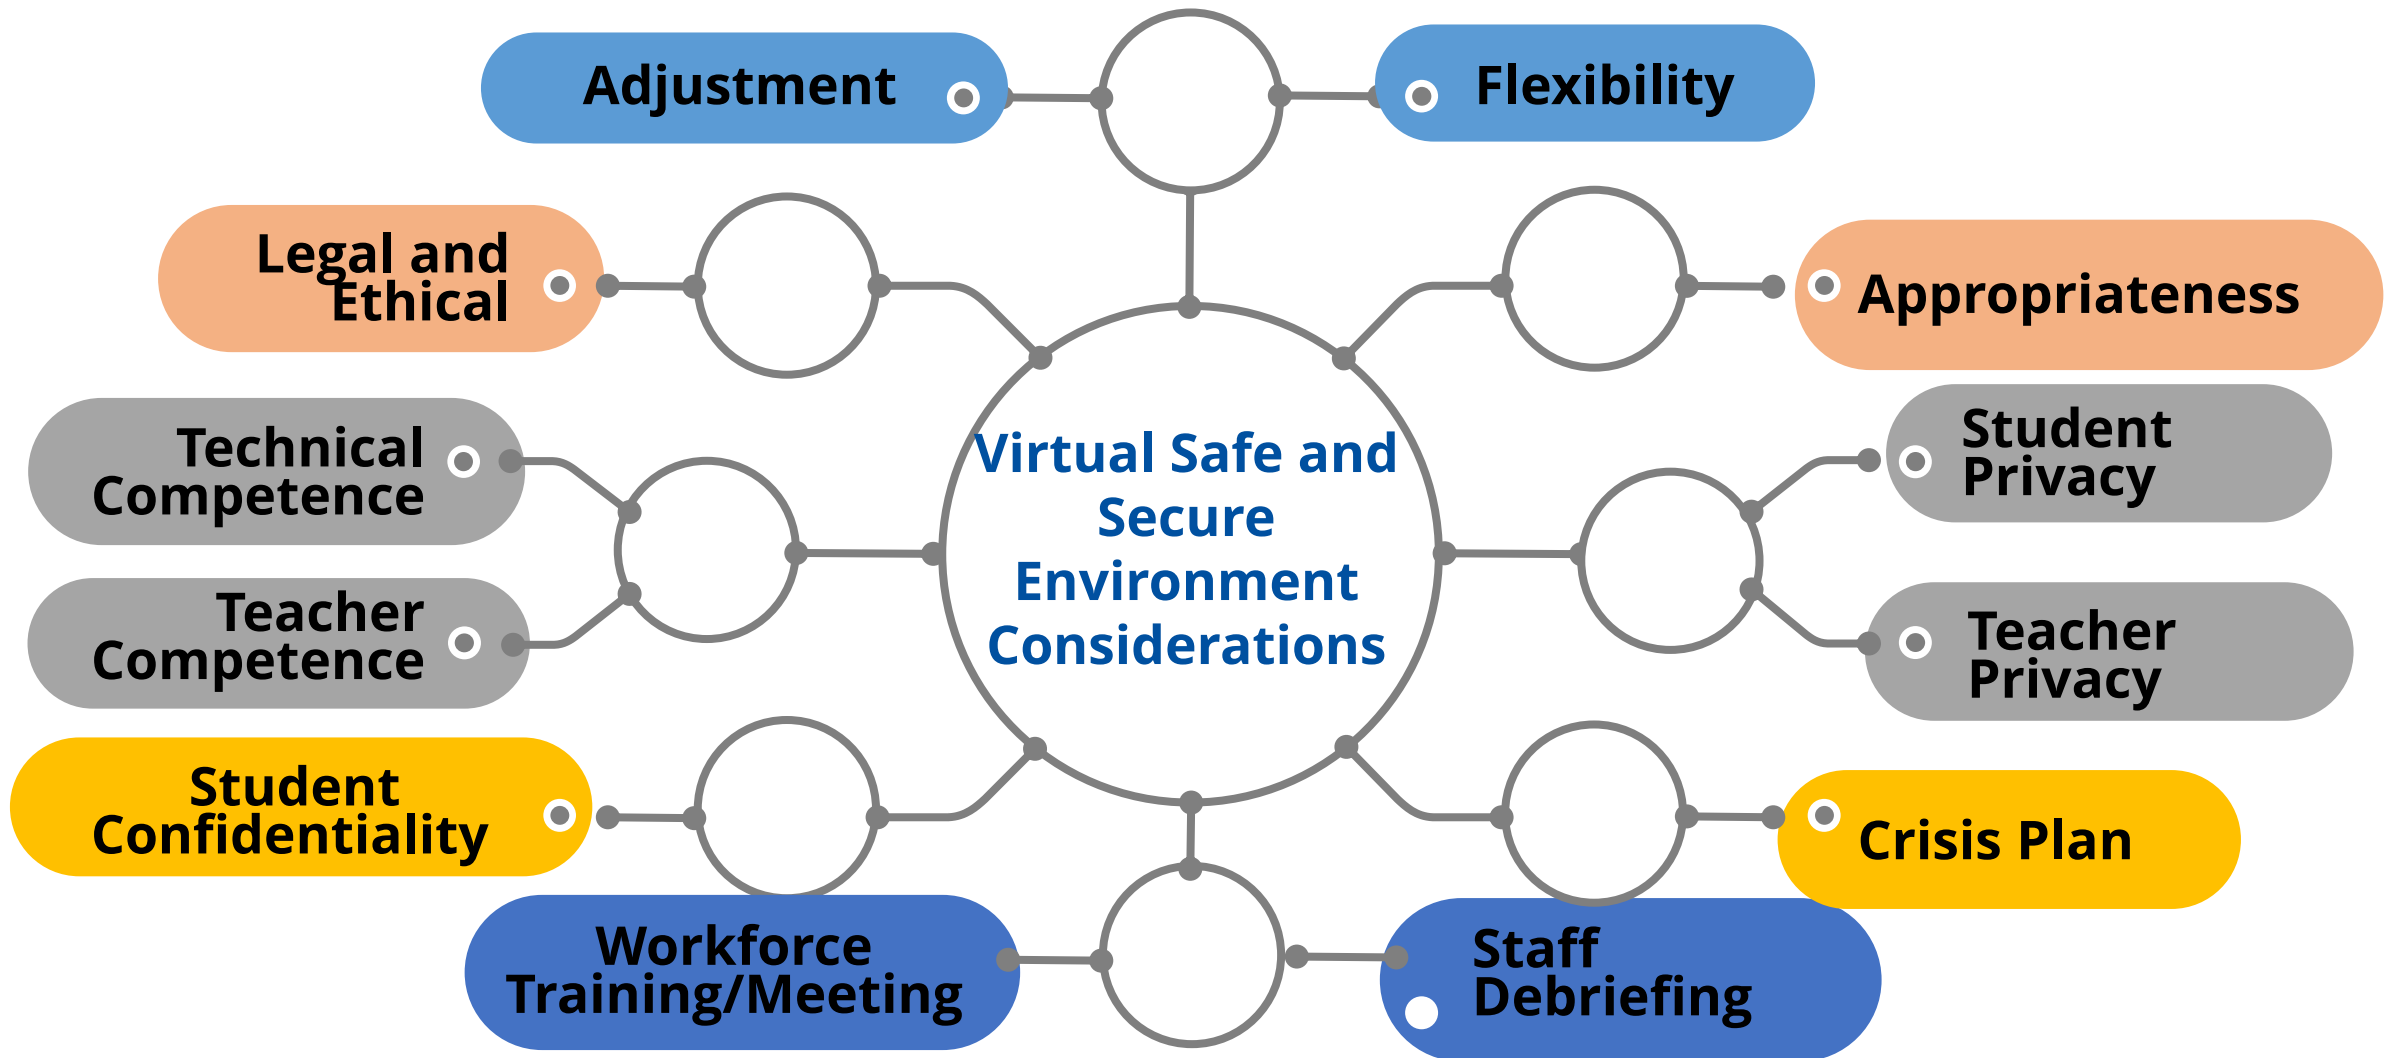 Adjustment
Flexibility
Legal and
Ethical
Appropriateness
Technical
Competence
Student
Privacy
Virtual Safe and
Secure
Environment
Considerations
Teacher
Competence
Teacher
Privacy
Student
Confidentiality
Crisis Plan
Workforce
Training/Meeting
Staff
Debriefing